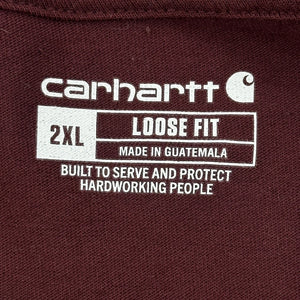 carhartt
2XL LOOSE FIT
MADE IN GUATEMALA
BUILT TO SERVE AND PROTECT
HARDWORKING PEOPLE